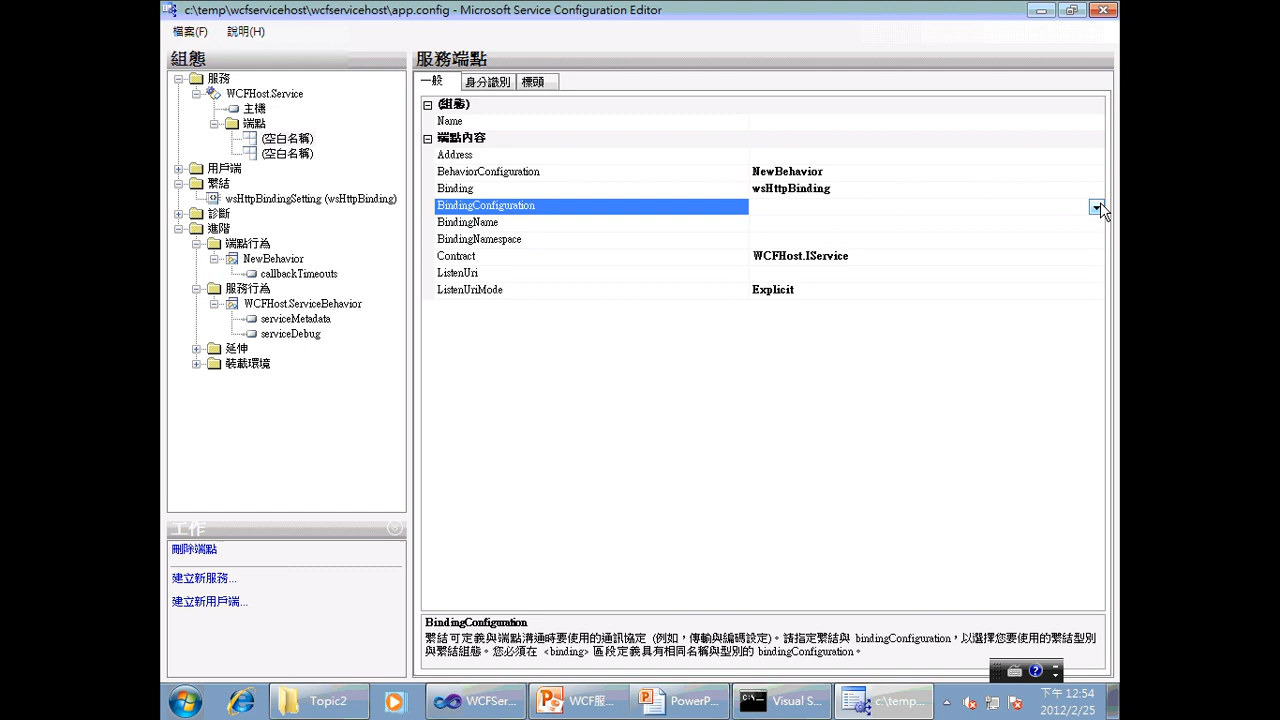 c:\temp\wcfservicehost\wcfservicehost\app.config - Microsoft Service Configuration Editor
檔案(F) 說明(H)
組態
服務
WCFHost.Service
主機
端點
(空白名稱)
(空白名稱)
用戶端
繫結
wsHttpBindingSetting (wsHttpBinding)
診斷
進階
端點行為
NewBehavior
callbackTimeouts
服務行為
WCFHost.ServiceBehavior
serviceMetadata
serviceDebug
延伸
裝載環境
工作
刪除端點
建立新服務...
建立新用戶端...
服務端點
一般 身分識別 標頭
(組態)
Name
端點內容
Address
BehaviorConfiguration NewBehavior
Binding wsHttpBinding
BindingConfiguration
BindingName
BindingNamespace
Contract WCFHost.IService
ListenUri
ListenUriMode Explicit
BindingConfiguration
繫結可定義與端點溝通時要使用的通訊協定 (例如，傳輸與編碼設定)。請指定繫結與 bindingConfiguration，以選擇您要使用的繫結型別
與繫結組態。您必須在 <binding> 區段定義具有相同名稱與型別的 bindingConfiguration。
Topic2 WCFSer... WCF服... PowerP... Visual S... c:\temp...
下午 12:54
2012/2/25